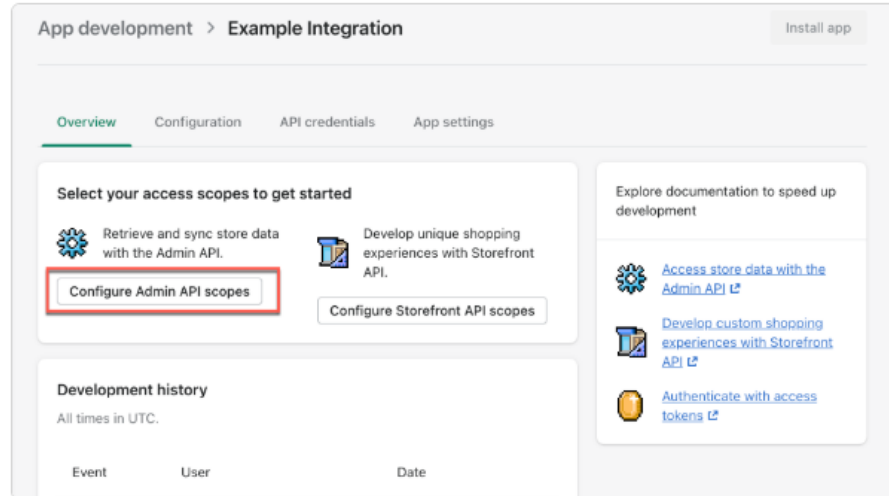 App development > Example Integration
Install app
Overview Configuration API credentials App settings
Select your access scopes to get started
Retrieve and sync store data
with the Admin API.
Configure Admin API scopes
Develop unique shopping
experiences with Storefront
API.
Configure Storefront API scopes
Development history
All times in UTC.
Event User Date
Explore documentation to speed up
development
Access store data with the
Admin API
Develop custom shopping
experiences with Storefront
API
Authenticate with access
tokens